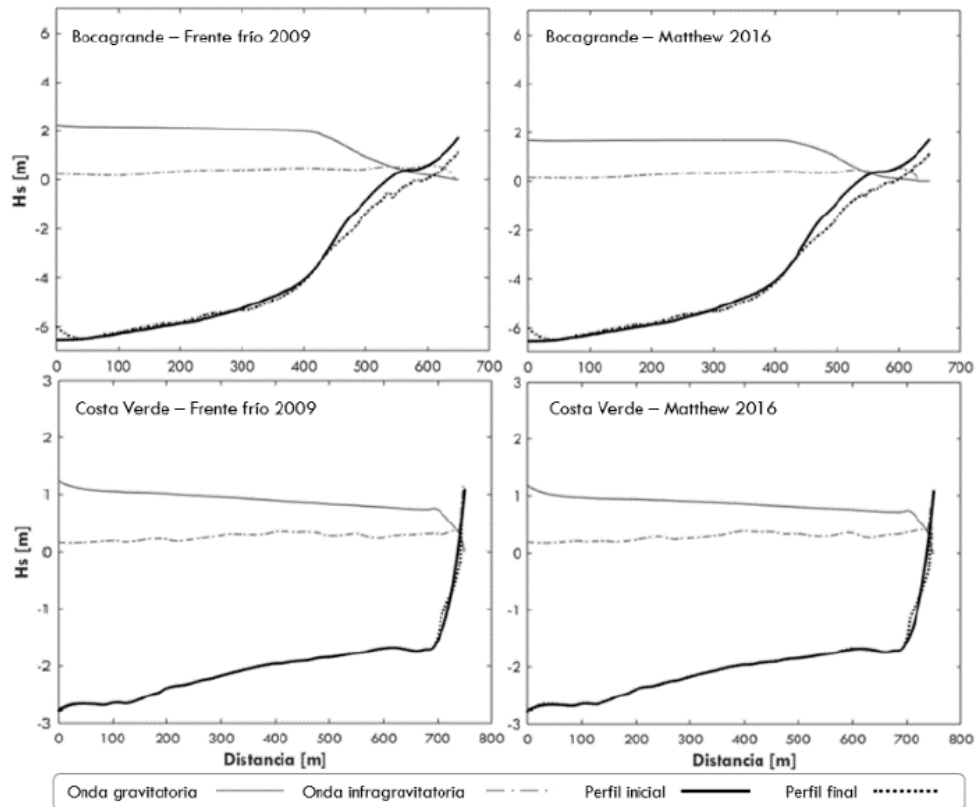 Bocagrande – Frente frío 2009
6
4
2
0
-2
-4
-6
Hs [m]
0 100 200 300 400 500 600 700
Bocagrande – Matthew 2016
6
4
2
0
-2
-4
-6
0 100 200 300 400 500 600 700
Costa Verde – Frente frío 2009
3
2
1
0
-1
-2
-3
Hs [m]
0 100 200 300 400 500 600 700 800
Distancia [m]
Costa Verde – Matthew 2016
3
2
1
0
-1
-2
-3
0 100 200 300 400 500 600 700 800
Distancia [m]
Onda gravitatoria Onda infragravitatoria Perfil inicial Perfil final